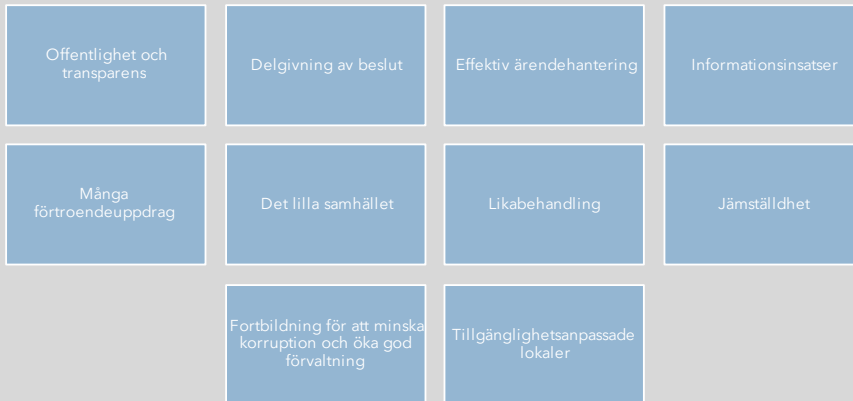 Offentlighet och
transparens
Delgivning av beslut
Effektiv ärendehantering
Informationsinsatser
Många
förtroendeuppdrag
Det lilla samhället
Likabehandling
Jämställdhet
Fortbildning för att minska
korruption och öka god
förvaltning
Tillgänglighetsanpassade
lokaler